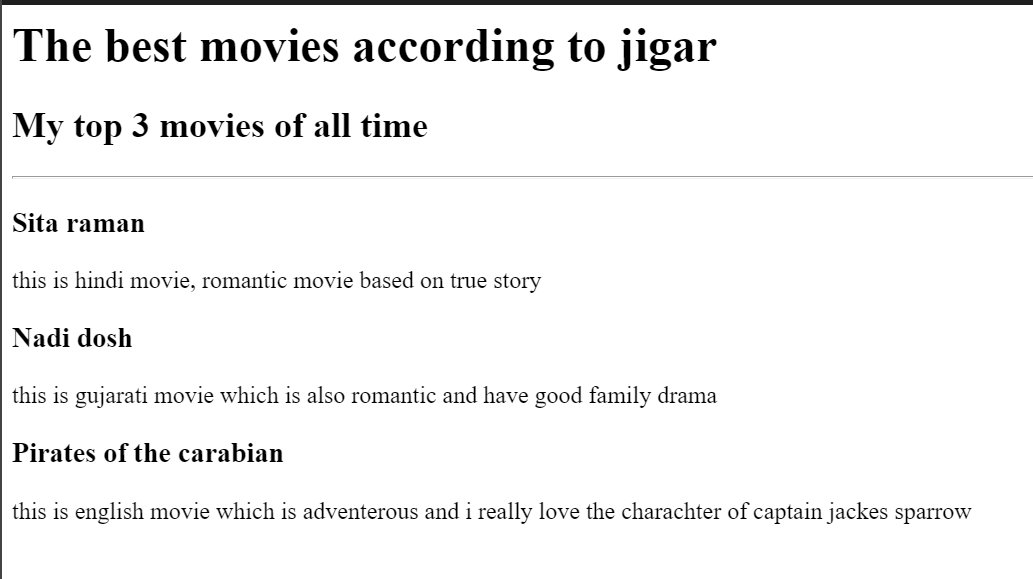 The best movies according to jigar
My top 3 movies of all time
Sita raman
this is hindi movie, romantic movie based on true story
Nadi dosh
this is gujarati movie which is also romantic and have good family drama
Pirates of the carabian
this is english movie which is adventerous and i really love the charachter of captain jackes sparrow